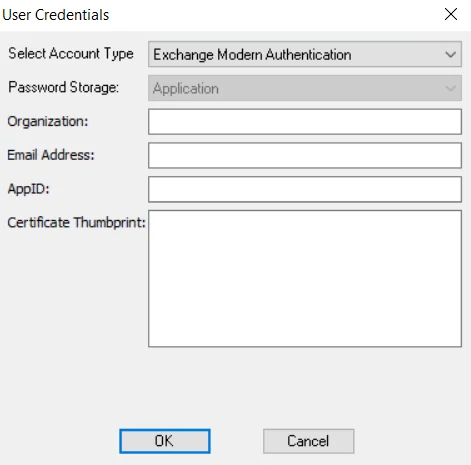 User Credentials
Select Account Type
Exchange Modern Authentication
Password Storage:
Application
Organization:
Email Address:
AppID:
Certificate Thumbprint:
OK
Cancel